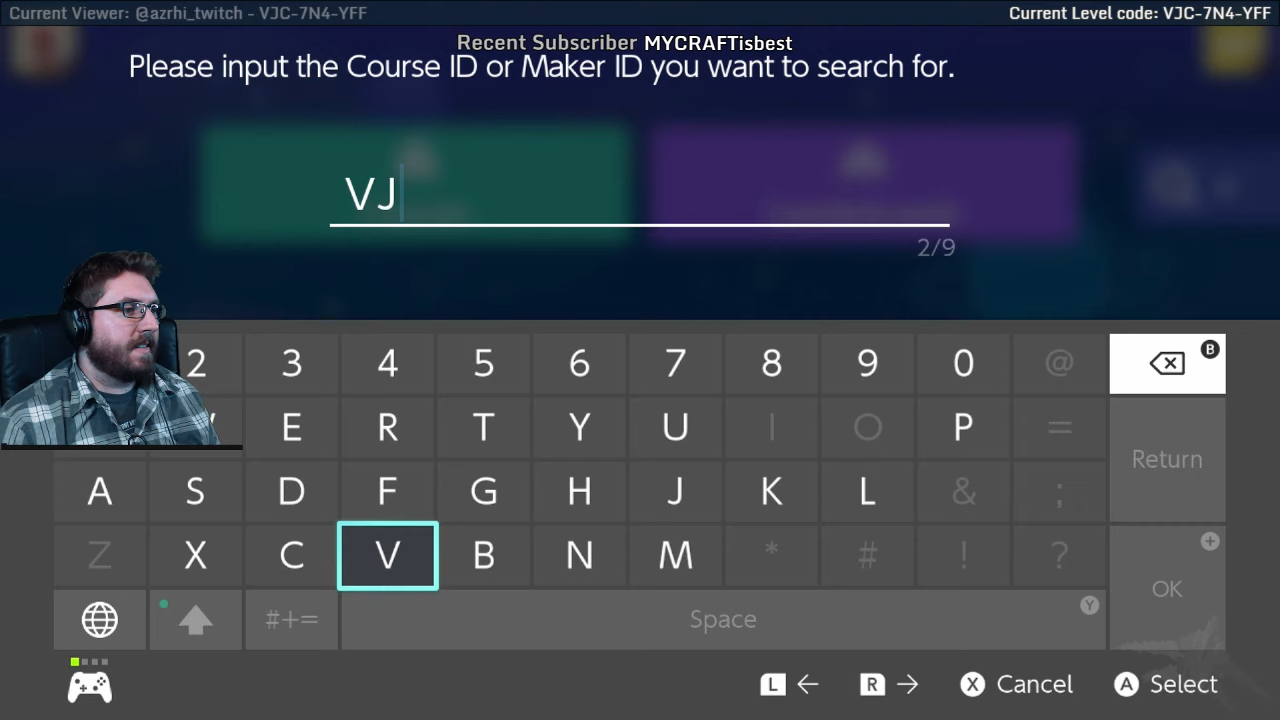 Current Viewer: @azrhi_twitch - VJC-7N4-YFF
Current Level code: VJC-7N4-YFF
Recent Subscriber MYCRAFTisbest
Please input the Course ID or Maker ID you want to search for.
VJ
2/9
2 3 4 5 6 7 8 9 0 @ B
E R T Y U I O P =
Return
A S D F G H J K L & ;
Z X C V B N M * # ! ? +
OK
#+= Space Y
L ← R → X Cancel A Select